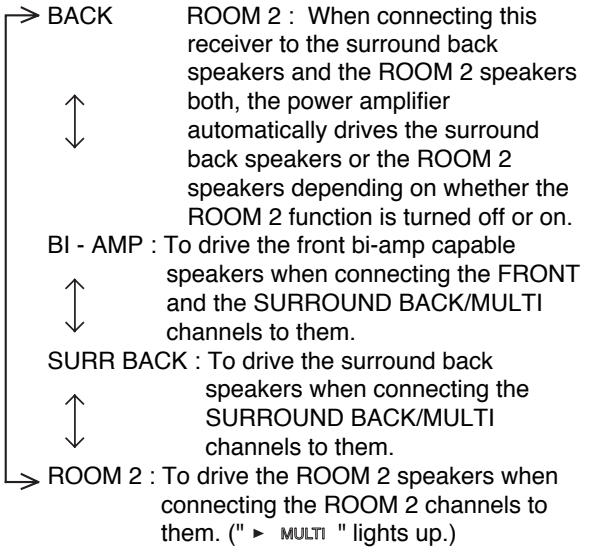 BACK ROOM 2 : When connecting this
receiver to the surround back
speakers and the ROOM 2 speakers
both, the power amplifier
automatically drives the surround
back speakers or the ROOM 2
speakers depending on whether the
ROOM 2 function is turned off or on.
BI - AMP : To drive the front bi-amp capable
speakers when connecting the FRONT
and the SURROUND BACK/MULTI
channels to them.
SURR BACK : To drive the surround back
speakers when connecting the
SURROUND BACK/MULTI
channels to them.
ROOM 2 : To drive the ROOM 2 speakers when
connecting the ROOM 2 channels to
them. (" ► MULTI " lights up.)